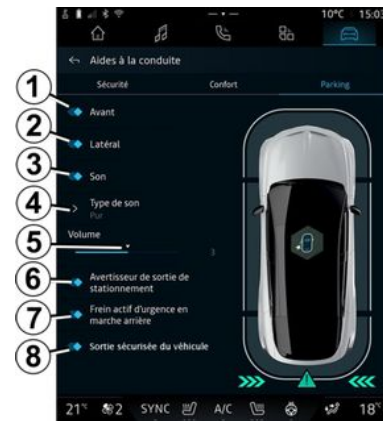 10°C 15:03
Aides à la conduite
Sécurité Confort Parking
1 Avant
2 Latéral
3 Son
4 Type de son
Pur
5 Volume
3
6 Avertisseur de sortie de
stationnement
7 Frein actif d'urgence en
marche arrière
8 Sortie sécurisée du véhicule
21° 2 SYNC A/C 18°